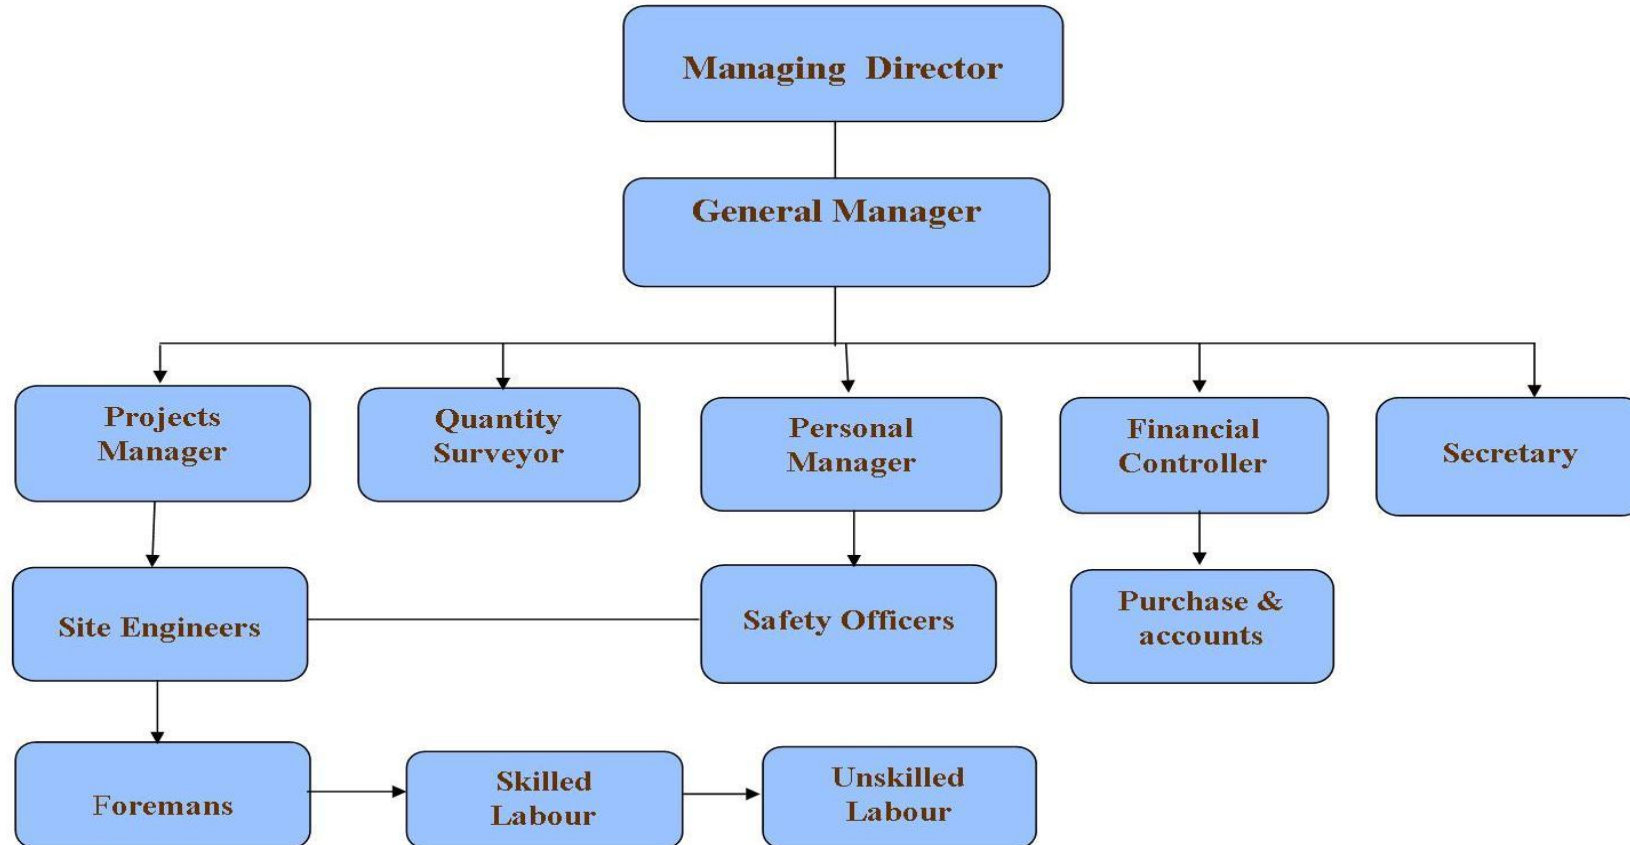 Managing Director
General Manager
Projects
Manager
Quantity
Surveyor
Personal
Manager
Financial
Controller
Secretary
Site Engineers
Safety Officers
Purchase &
accounts
Foremans
Skilled
Labour
Unskilled
Labour